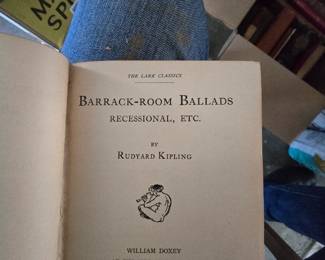 THE LARK CLASSICS
BARRACK-ROOM BALLADS
RECESSIONAL, ETC.
BY
RUDYARD KIPLING
WILLIAM DOXEY